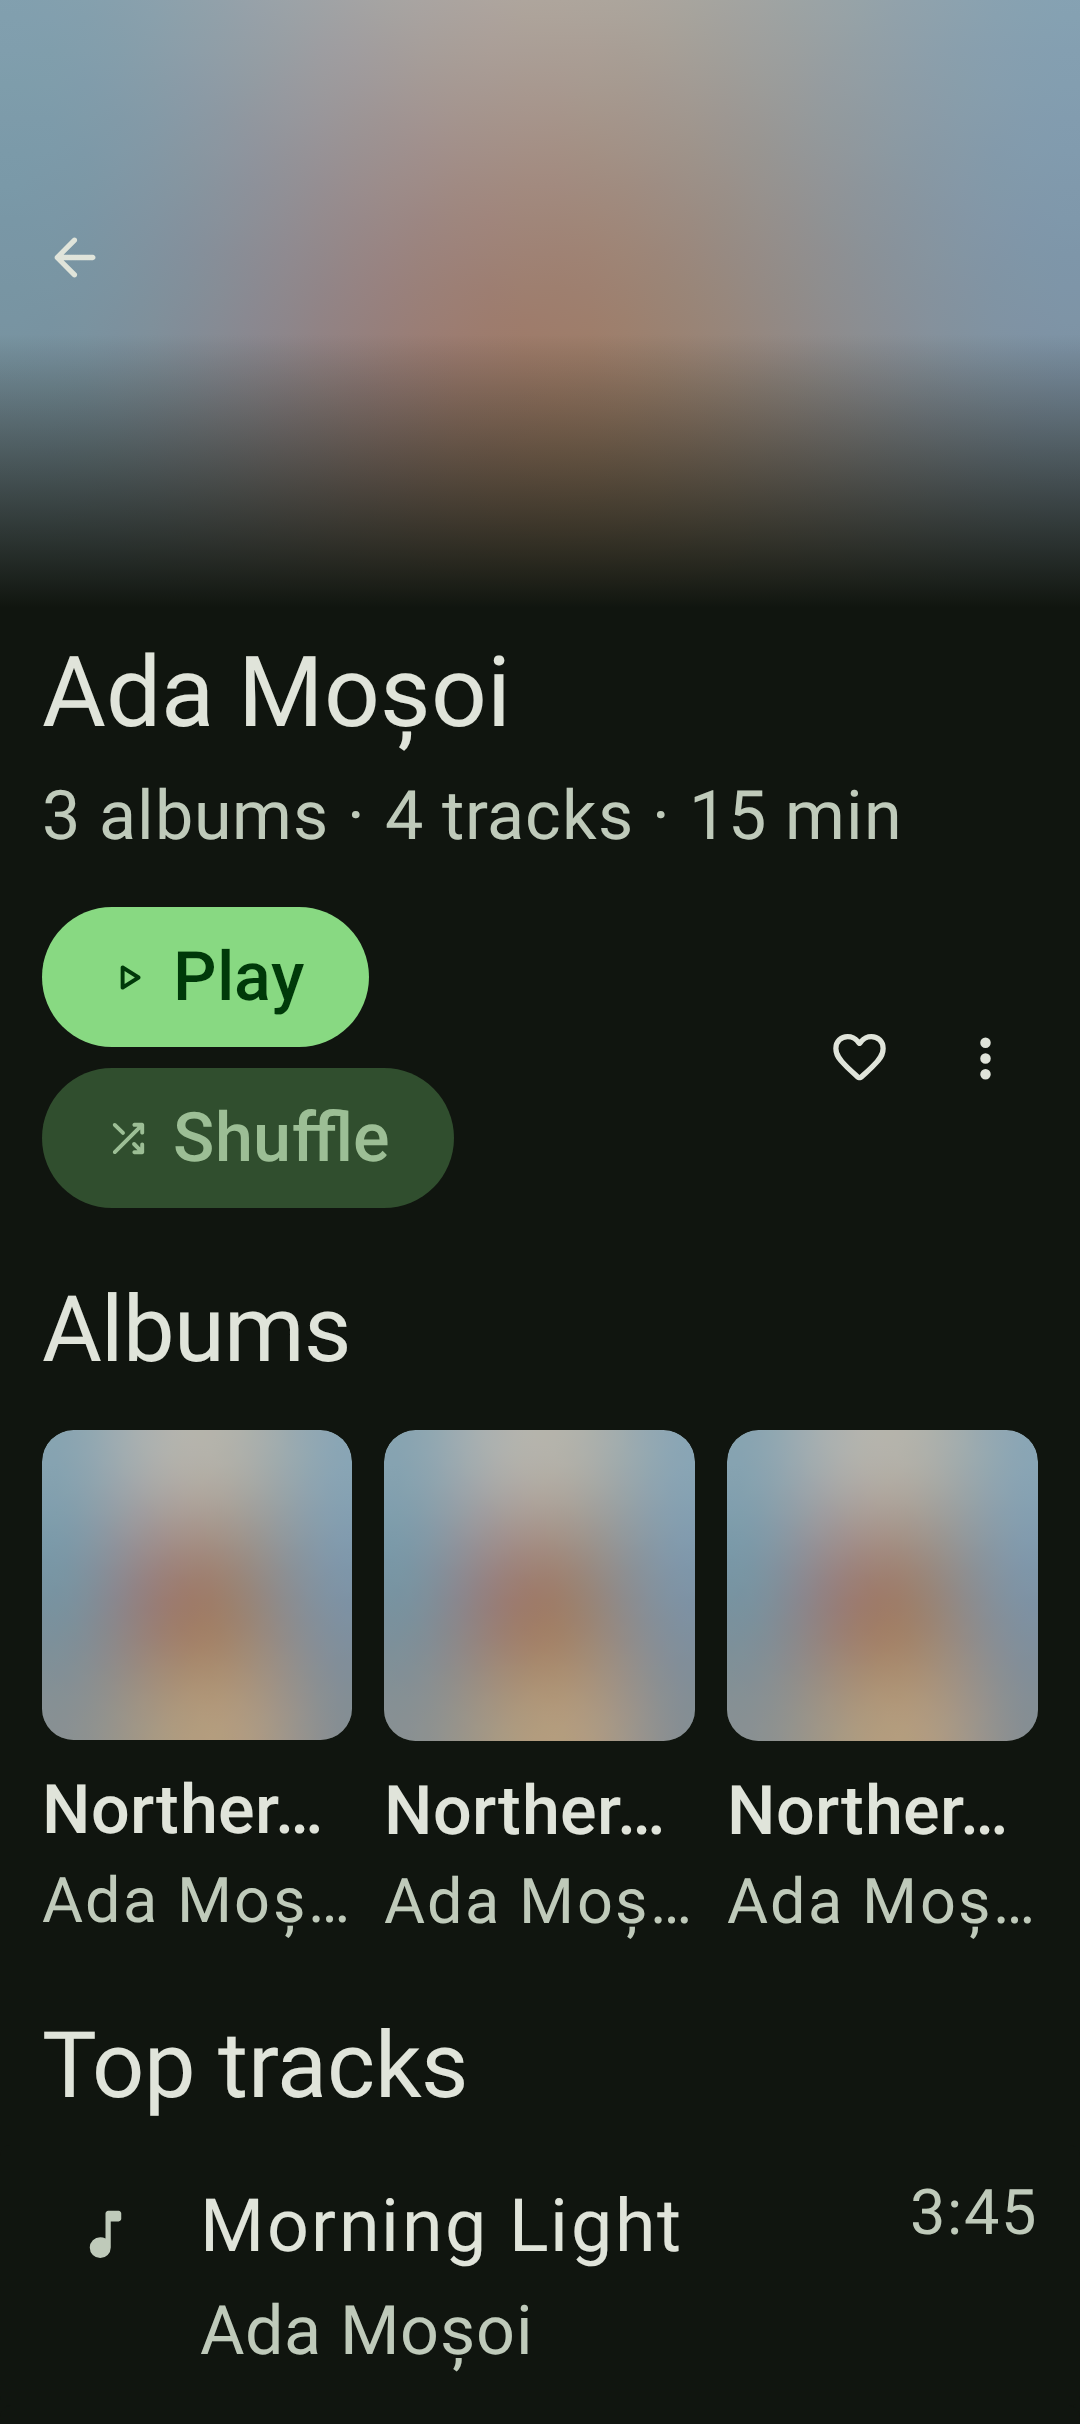 Ada Moșoi
3 albums · 4 tracks · 15 min
Play
Shuffle
Albums
Norther…
Norther…
Norther…
Ada Moș…
Ada Moș…
Ada Moș…
Top tracks
Morning Light
3:45
Ada Moșoi